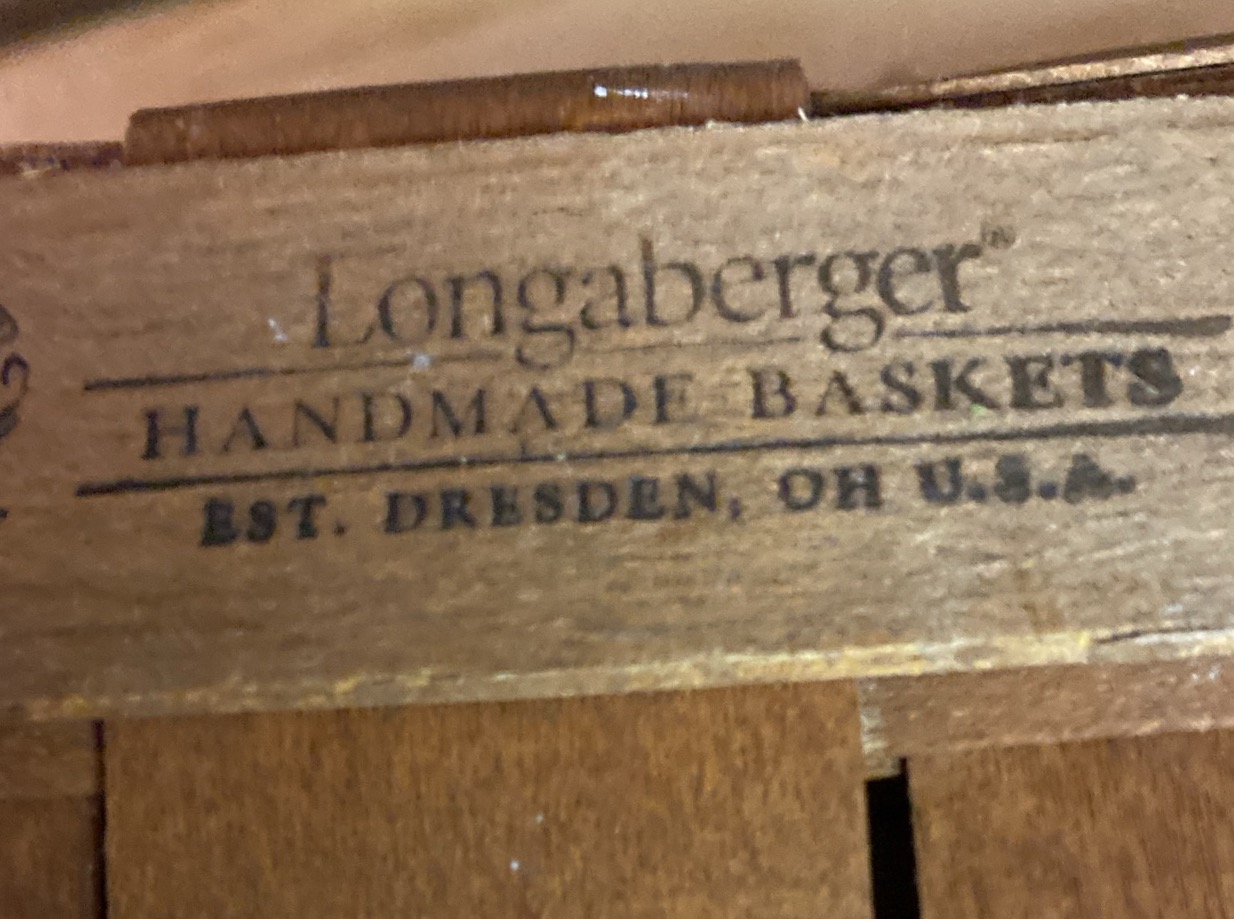 Longaberger®
HANDMADE BASKETS
EST. DRESDEN, OH U.S.A.